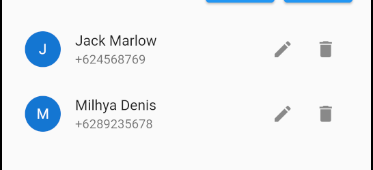 J
Jack Marlow
+624568769
M
Milhya Denis
+6289235678